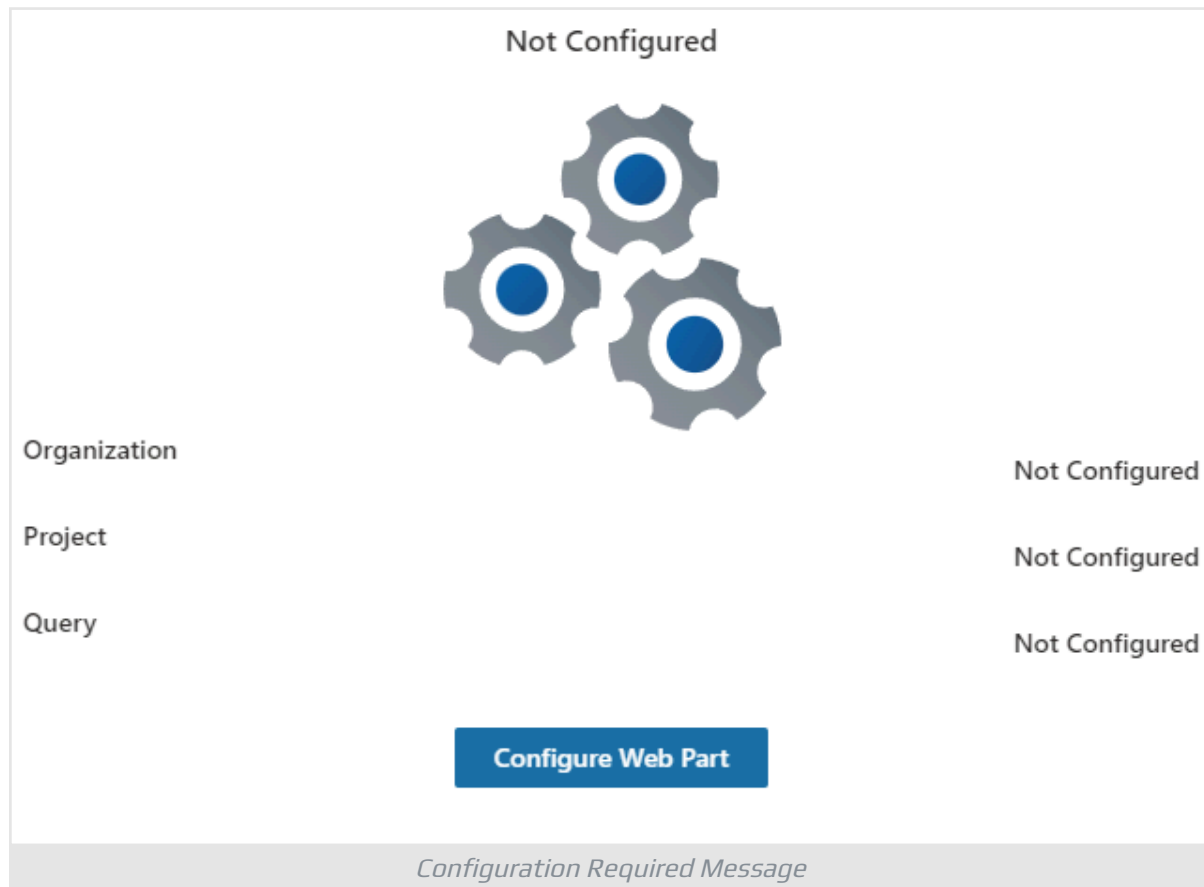 Not Configured
Organization
Not Configured
Project
Not Configured
Query
Not Configured
Configure Web Part
Configuration Required Message